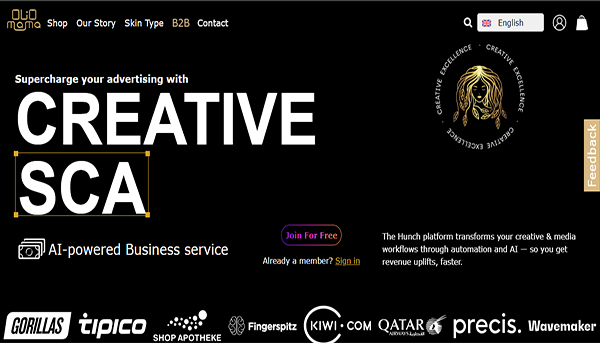 OLIO
mama
Shop Our Story Skin Type B2B Contact
English
CREATIVE EXCELLENCE · CREATIVE EXCELLENCE · CREATIVE EXCELLENCE ·
Supercharge your advertising with
CREATIVE
SCA
Feedback
AI-powered Business service
Join For Free
Already a member? Sign in
The Hunch platform transforms your creative & media
workflows through automation and AI — so you get
revenue uplifts, faster.
GORILLAS tipico SHOP APOTHEKE Fingerspitz KIWI·COM QATAR AIRWAYS precis. Wavemaker